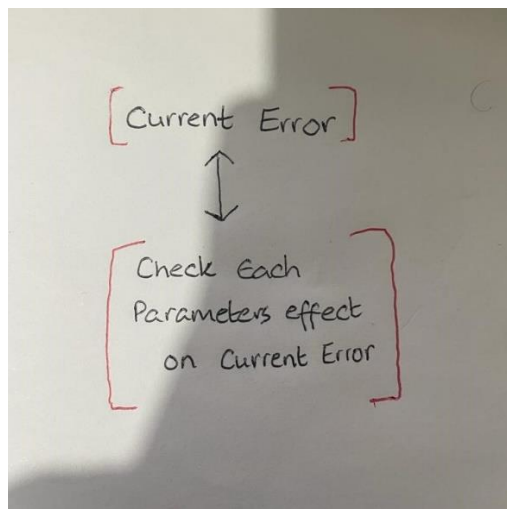 [Current Error]
[Check Each
Parameters effect
on Current Error]